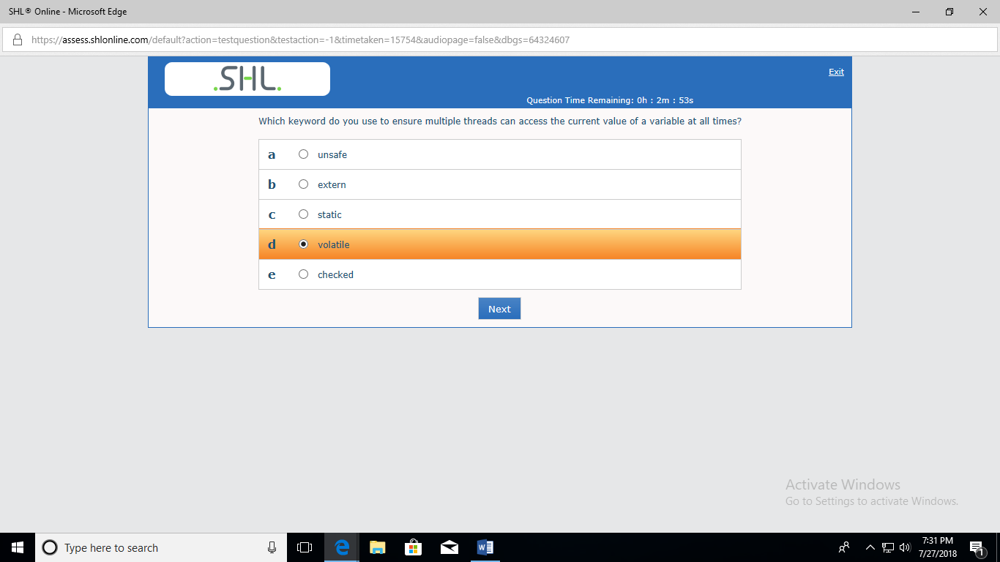 SHL® Online - Microsoft Edge
https://assess.shlonline.com/default?action=testquestion&testaction=-1&timetaken=15754&audiopage=false&dbgs=64324607
.SHL.
Exit
Question Time Remaining: 0h : 2m : 53s
Which keyword do you use to ensure multiple threads can access the current value of a variable at all times?
a unsafe
b extern
c static
d volatile
e checked
Next
Activate Windows
Go to Settings to activate Windows.
Type here to search
7:31 PM
7/27/2018
1